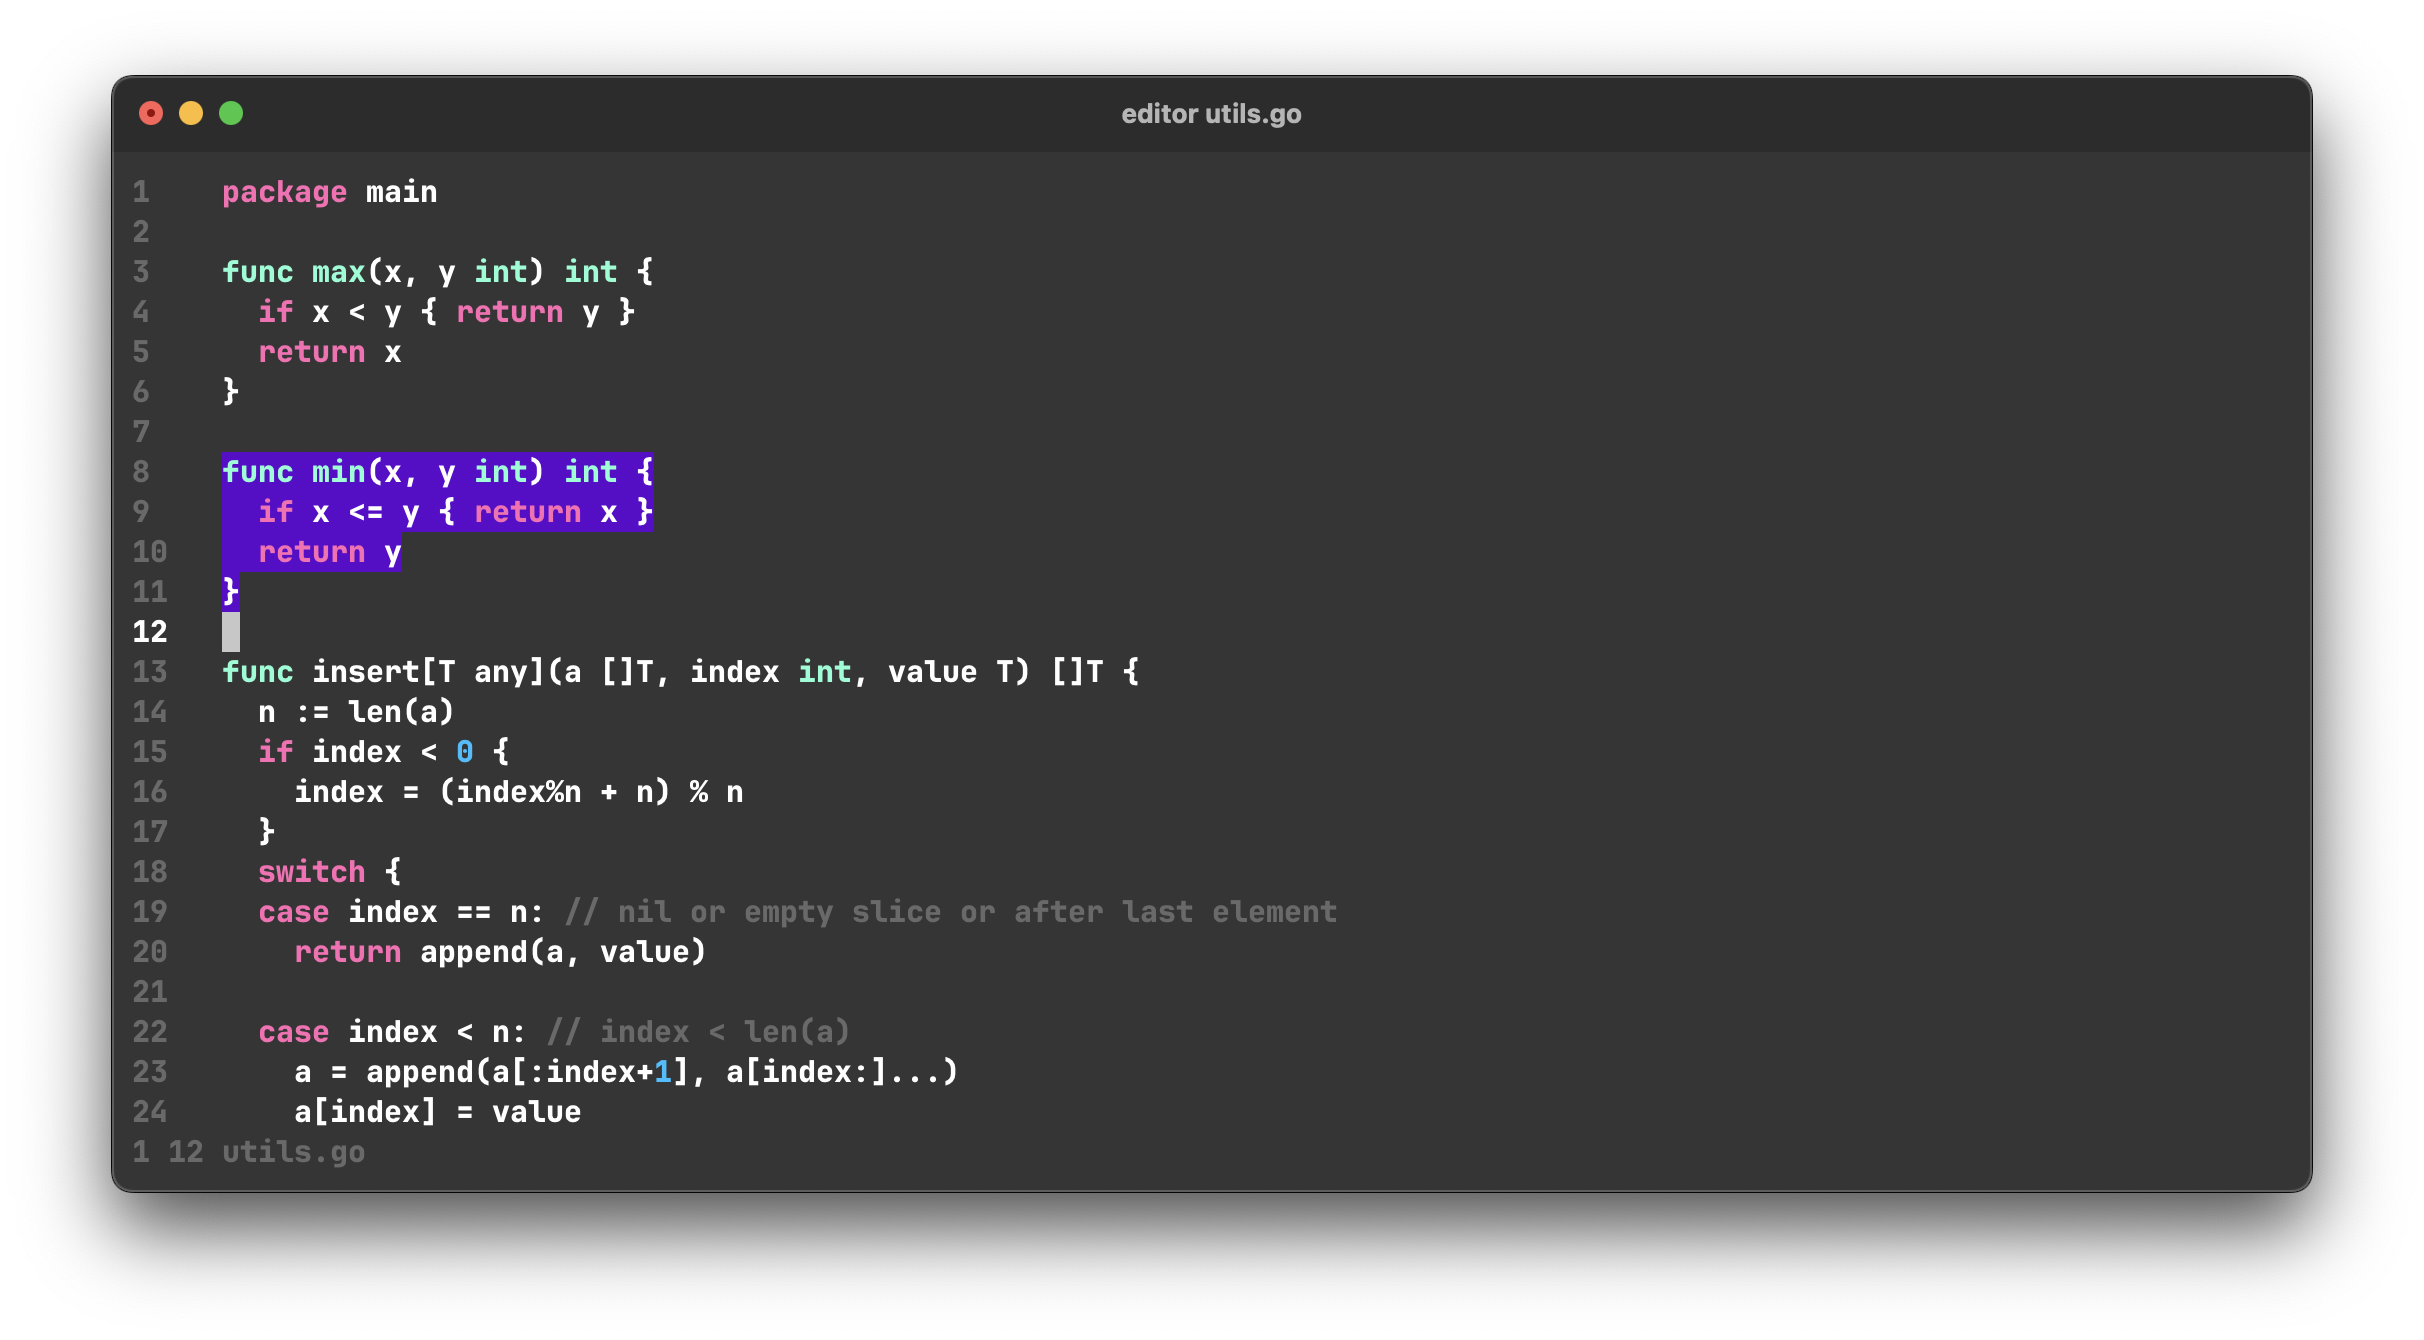 editor utils.go
1    package main
2
3    func max(x, y int) int {
4      if x < y { return y }
5      return x
6    }
7
8    func min(x, y int) int {
9      if x <= y { return x }
10   return y
11   }
12
13   func insert[T any](a []T, index int, value T) []T {
14     n := len(a)
15     if index < 0 {
16       index = (index%n + n) % n
17     }
18     switch {
19     case index == n: // nil or empty slice or after last element
20       return append(a, value)
21
22     case index < n: // index < len(a)
23       a = append(a[:index+1], a[index:]...)
24       a[index] = value
1 12 utils.go